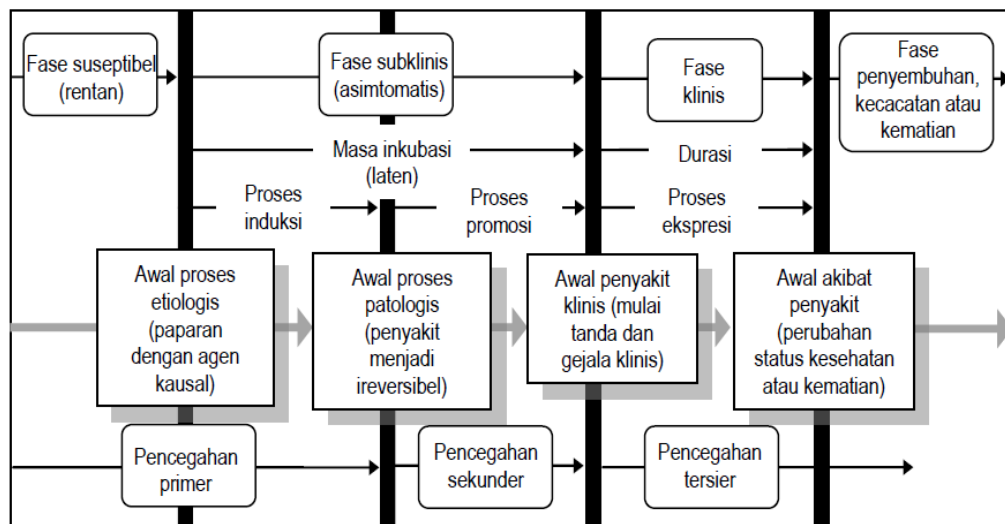 Fase suseptibel
(rentan)
Fase subklinis
(asimtomatis)
Fase
klinis
Fase
penyembuhan,
kecacatan atau
kematian
Masa inkubasi
(laten)
Durasi
Proses
induksi
Proses
promosi
Proses
ekspresi
Awal proses
etiologis
(paparan
dengan agen
kausal)
Awal proses
patologis
(penyakit
menjadi
ireversibel)
Awal penyakit
klinis (mulai
tanda dan
gejala klinis)
Awal akibat
penyakit
(perubahan
status kesehatan
atau kematian)
Pencegahan
primer
Pencegahan
sekunder
Pencegahan
tersier